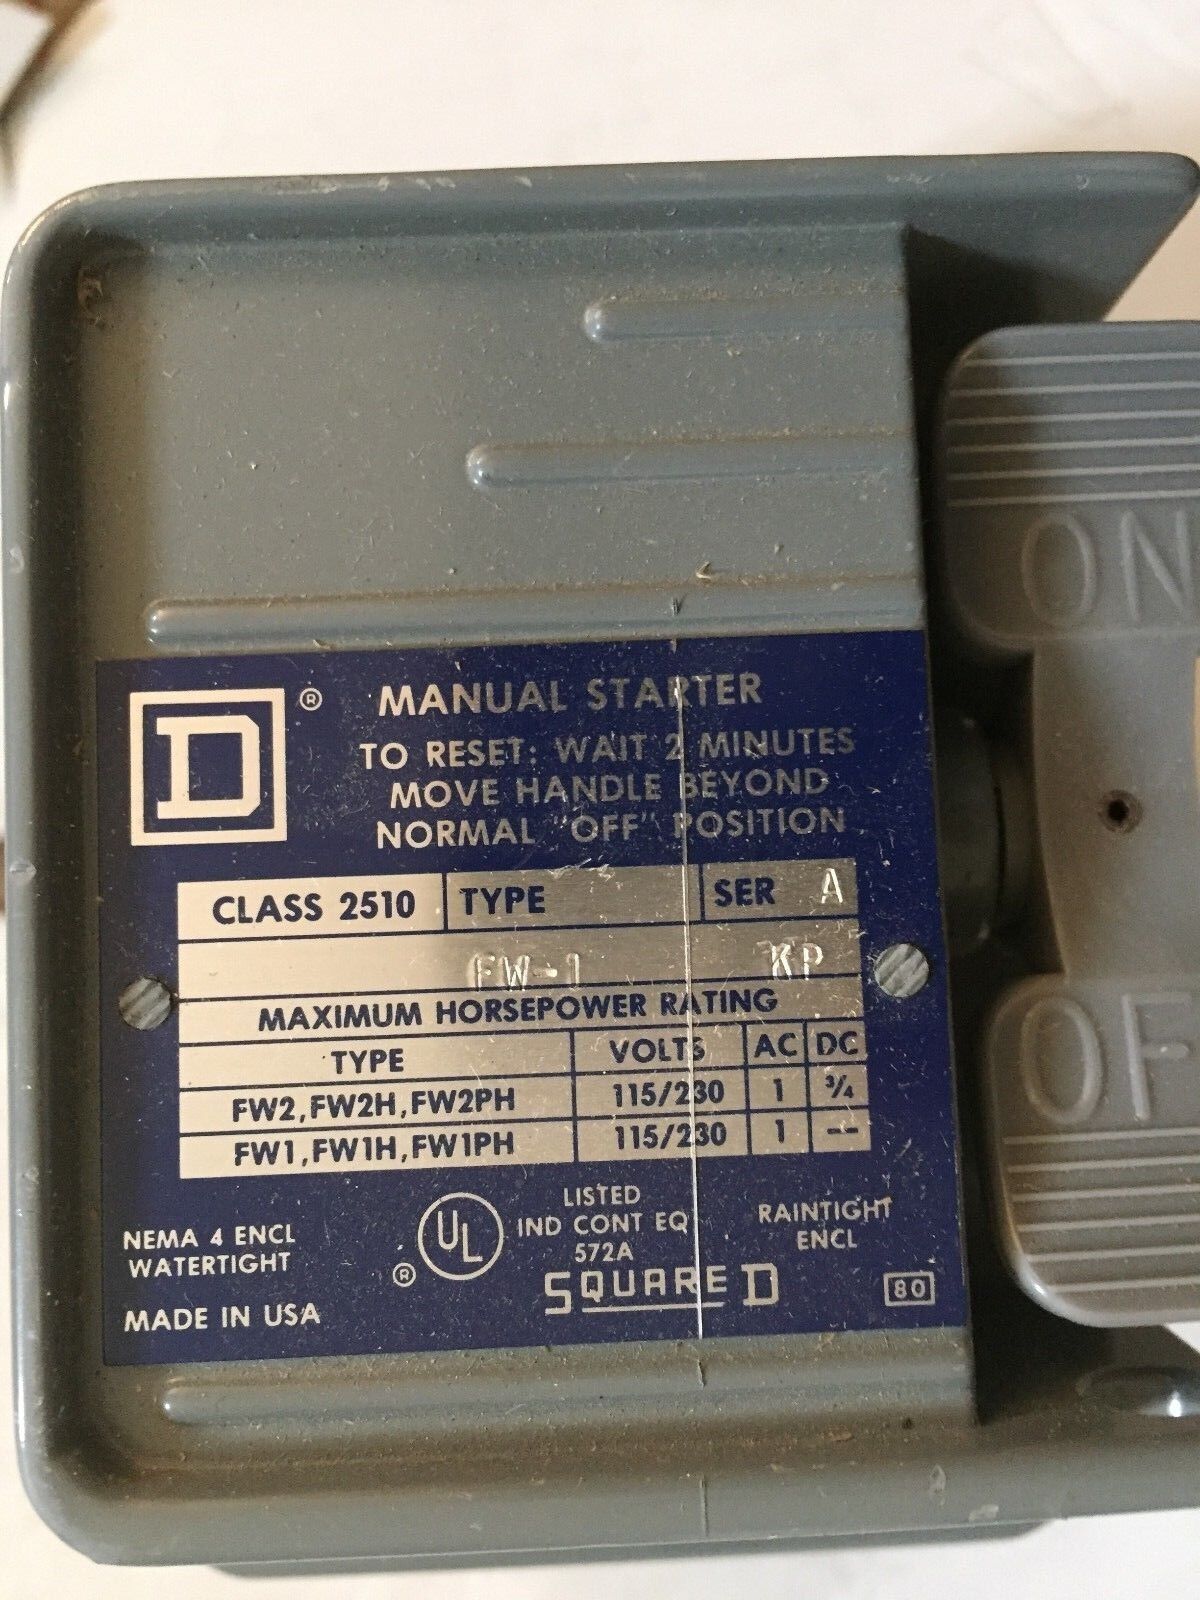 ON
D ® MANUAL STARTER
TO RESET: WAIT 2 MINUTES
MOVE HANDLE BEYOND
NORMAL "OFF" POSITION
CLASS 2510 TYPE SER A
FW-1 KP
MAXIMUM HORSEPOWER RATING
TYPE VOLTS AC DC
FW2, FW2H, FW2PH 115/230 1 3/4
FW1, FW1H, FW1PH 115/230 1 --
OF
NEMA 4 ENCL
WATERTIGHT
MADE IN USA
UL ®
LISTED
IND CONT EQ
572A
SQUARE D
RAINTIGHT
ENCL
80